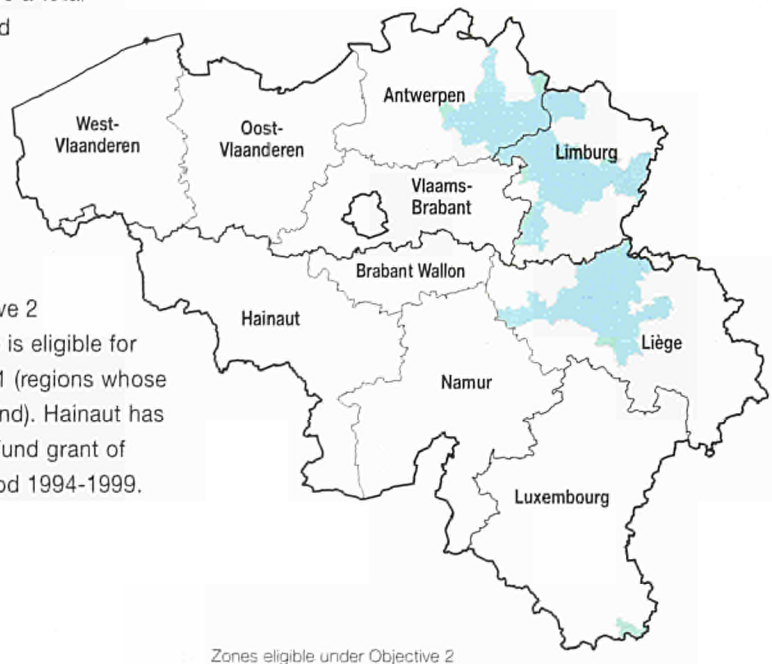 d
ve 2
is eligible for
1 (regions whose
nd). Hainaut has
und grant of
od 1994-1999.
West-
Vlaanderen
Oost-
Vlaanderen
Antwerpen
Limburg
Vlaams-
Brabant
Brabant Wallon
Hainaut
Liège
Namur
Luxembourg
Zones eligible under Objective 2